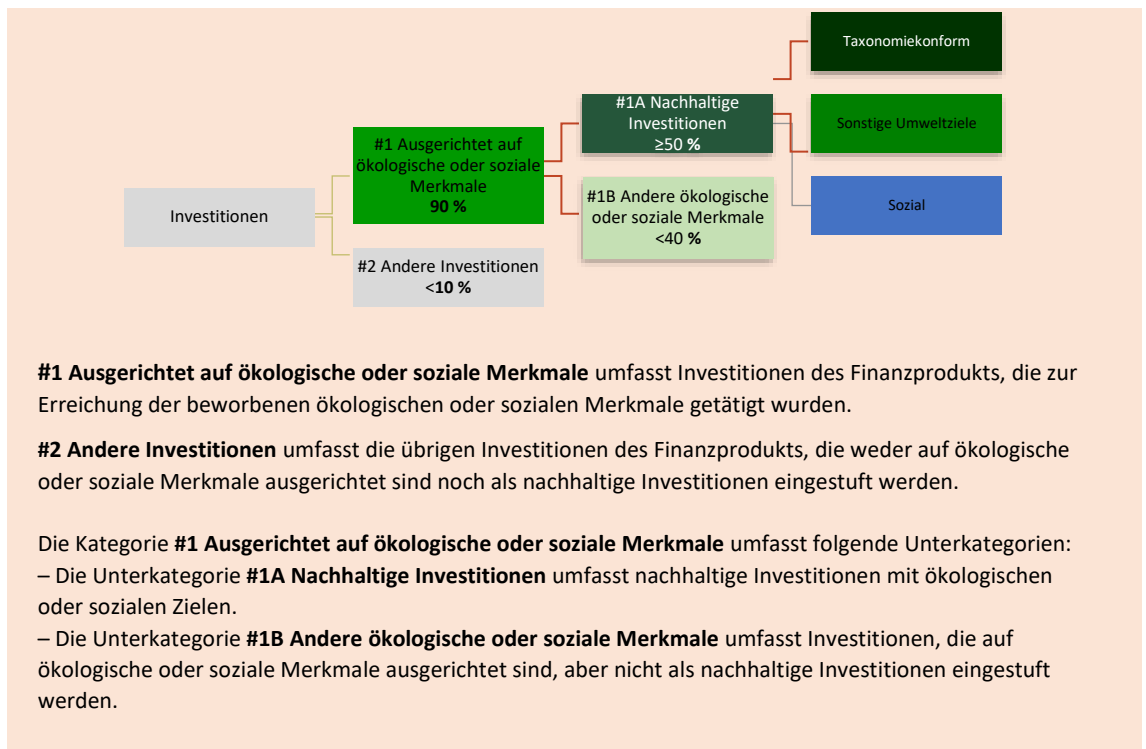 Taxonomiekonform
#1A Nachhaltige
Investitionen
≥50 %
Sonstige Umweltziele
#1 Ausgerichtet auf
ökologische oder soziale
Merkmale
90 %
#1B Andere ökologische
oder soziale Merkmale
<40 %
Sozial
Investitionen
#2 Andere Investitionen
<10 %
#1 Ausgerichtet auf ökologische oder soziale Merkmale umfasst Investitionen des Finanzprodukts, die zur
Erreichung der beworbenen ökologischen oder sozialen Merkmale getätigt wurden.
#2 Andere Investitionen umfasst die übrigen Investitionen des Finanzprodukts, die weder auf ökologische
oder soziale Merkmale ausgerichtet sind noch als nachhaltige Investitionen eingestuft werden.
Die Kategorie #1 Ausgerichtet auf ökologische oder soziale Merkmale umfasst folgende Unterkategorien:
– Die Unterkategorie #1A Nachhaltige Investitionen umfasst nachhaltige Investitionen mit ökologischen
oder sozialen Zielen.
– Die Unterkategorie #1B Andere ökologische oder soziale Merkmale umfasst Investitionen, die auf
ökologische oder soziale Merkmale ausgerichtet sind, aber nicht als nachhaltige Investitionen eingestuft
werden.